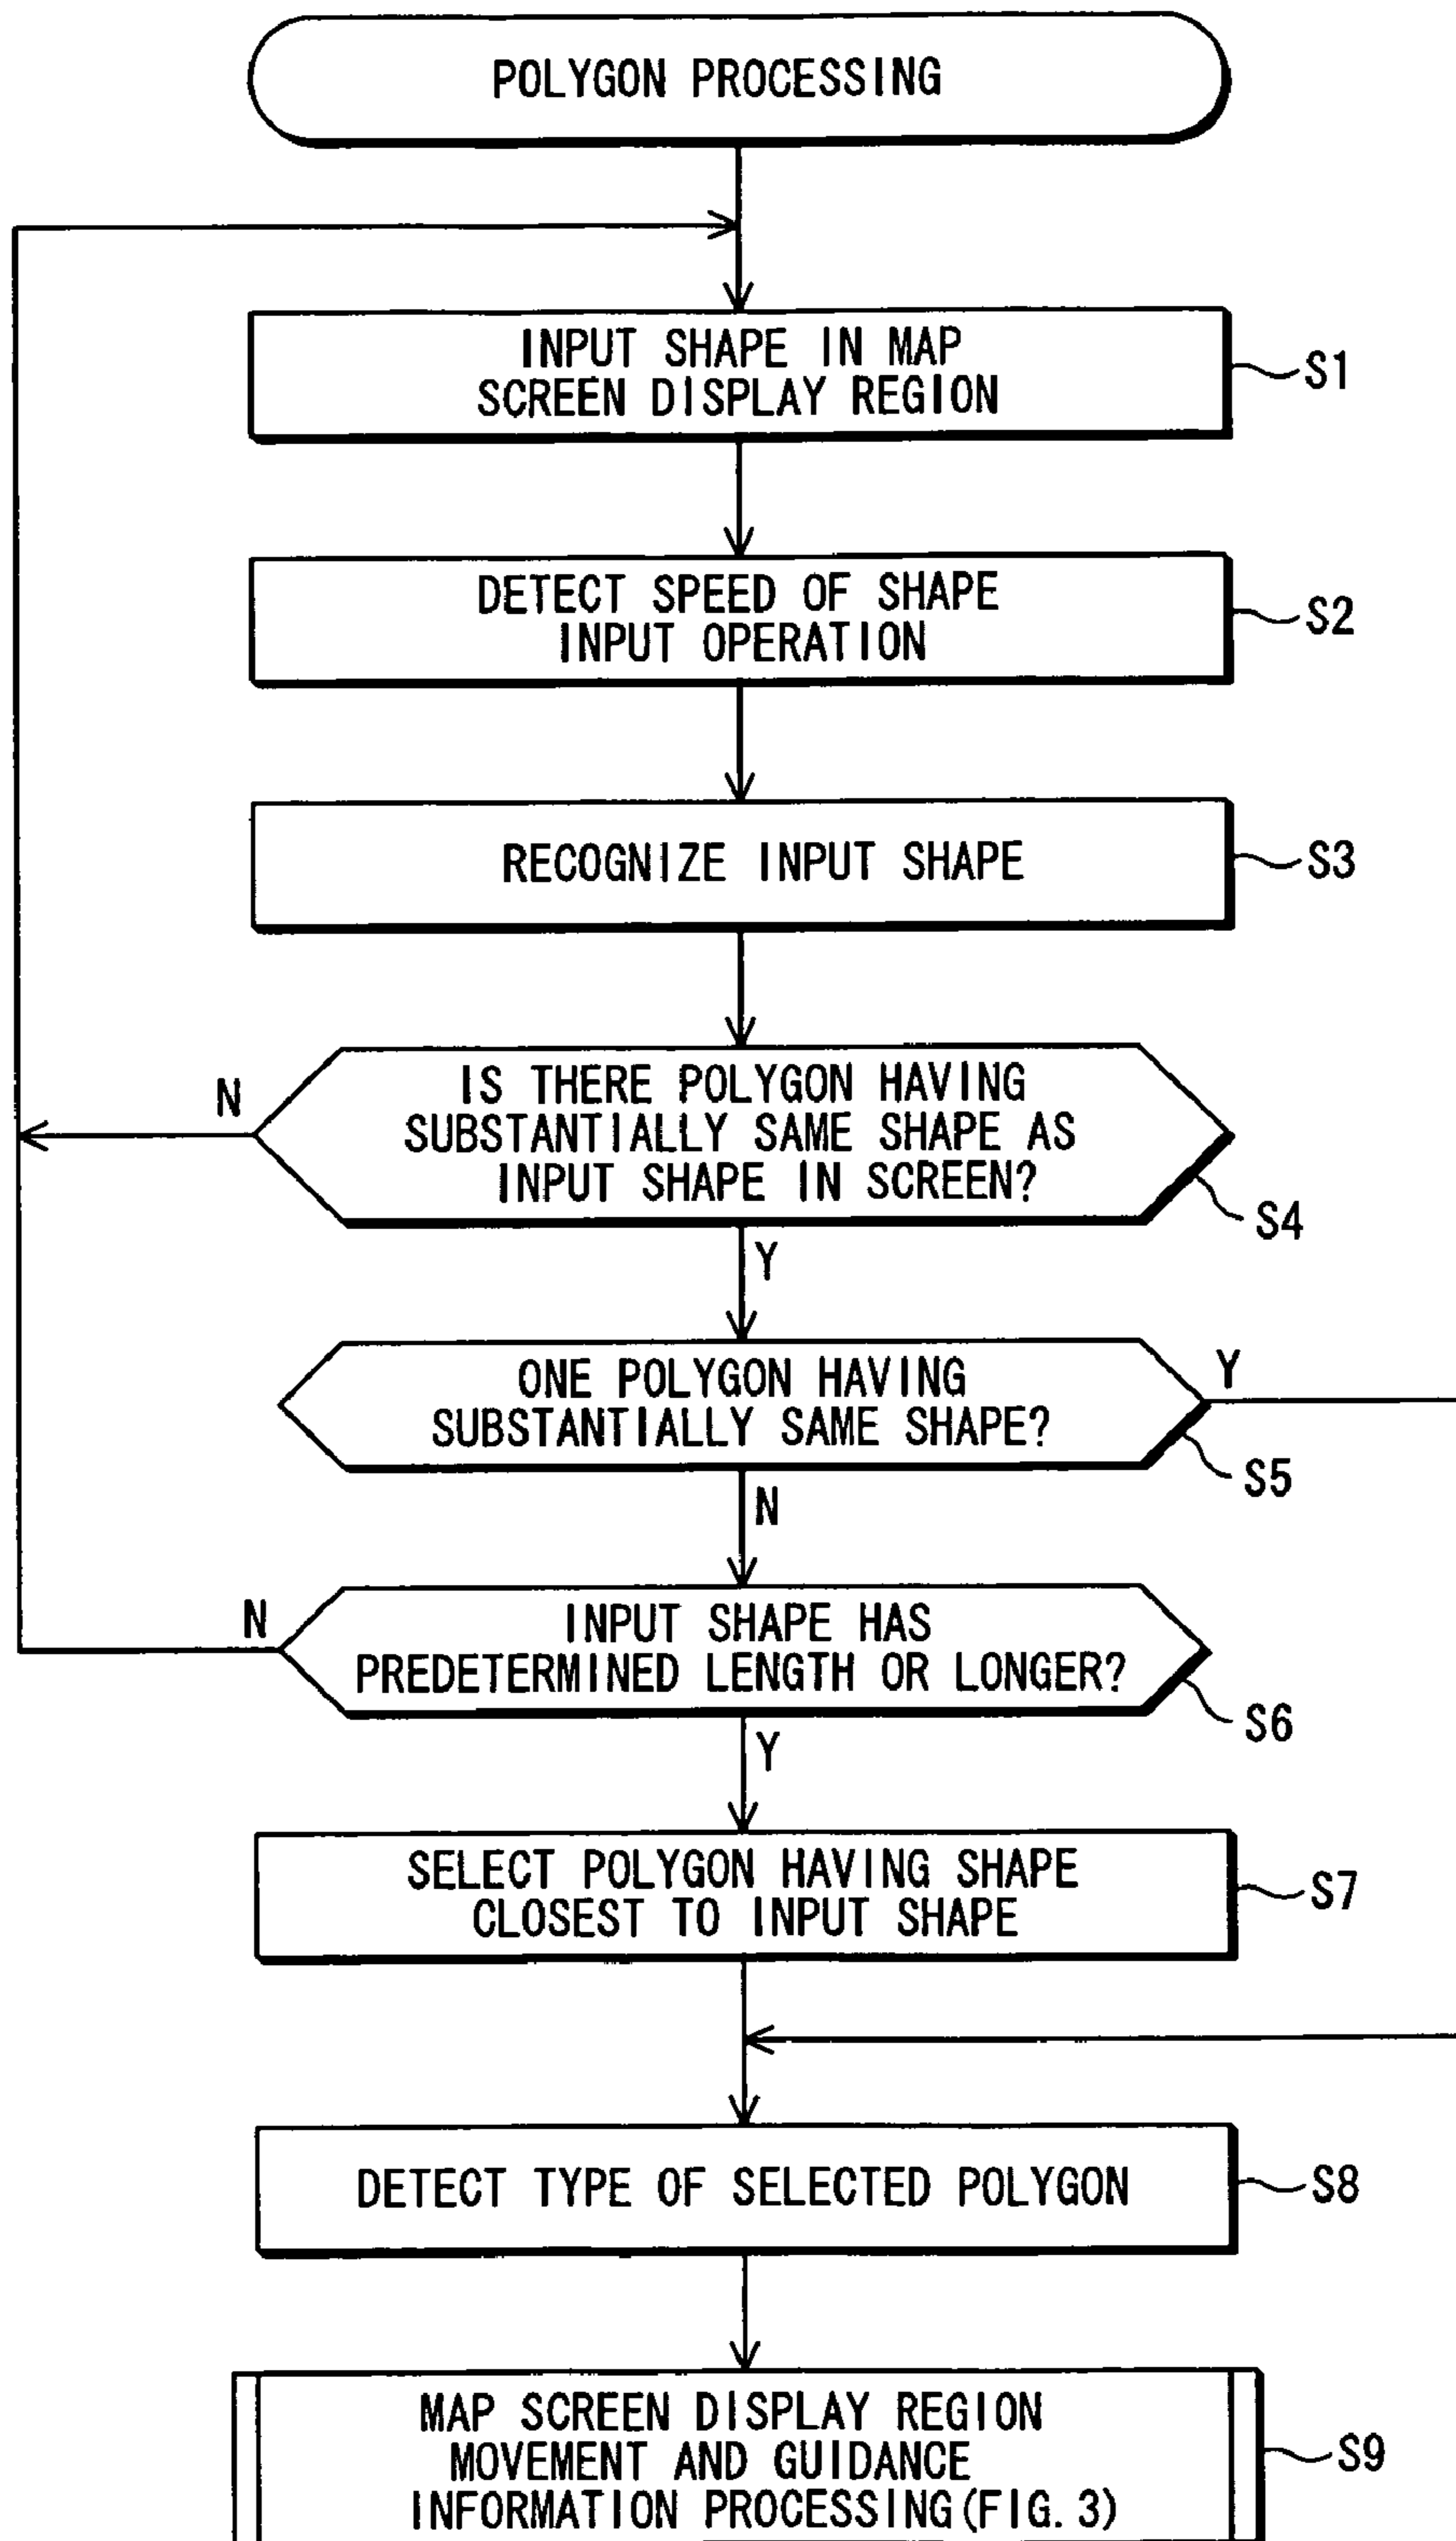 POLYGON PROCESSING
INPUT SHAPE IN MAP
SCREEN DISPLAY REGION
S1
DETECT SPEED OF SHAPE
INPUT OPERATION
S2
RECOGNIZE INPUT SHAPE
S3
N
IS THERE POLYGON HAVING
SUBSTANTIALLY SAME SHAPE AS
INPUT SHAPE IN SCREEN?
S4
Y
ONE POLYGON HAVING
SUBSTANTIALLY SAME SHAPE?
Y
S5
N
N
INPUT SHAPE HAS
PREDETERMINED LENGTH OR LONGER?
S6
Y
SELECT POLYGON HAVING SHAPE
CLOSEST TO INPUT SHAPE
S7
DETECT TYPE OF SELECTED POLYGON
S8
MAP SCREEN DISPLAY REGION
MOVEMENT AND GUIDANCE
INFORMATION PROCESSING(FIG. 3)
S9